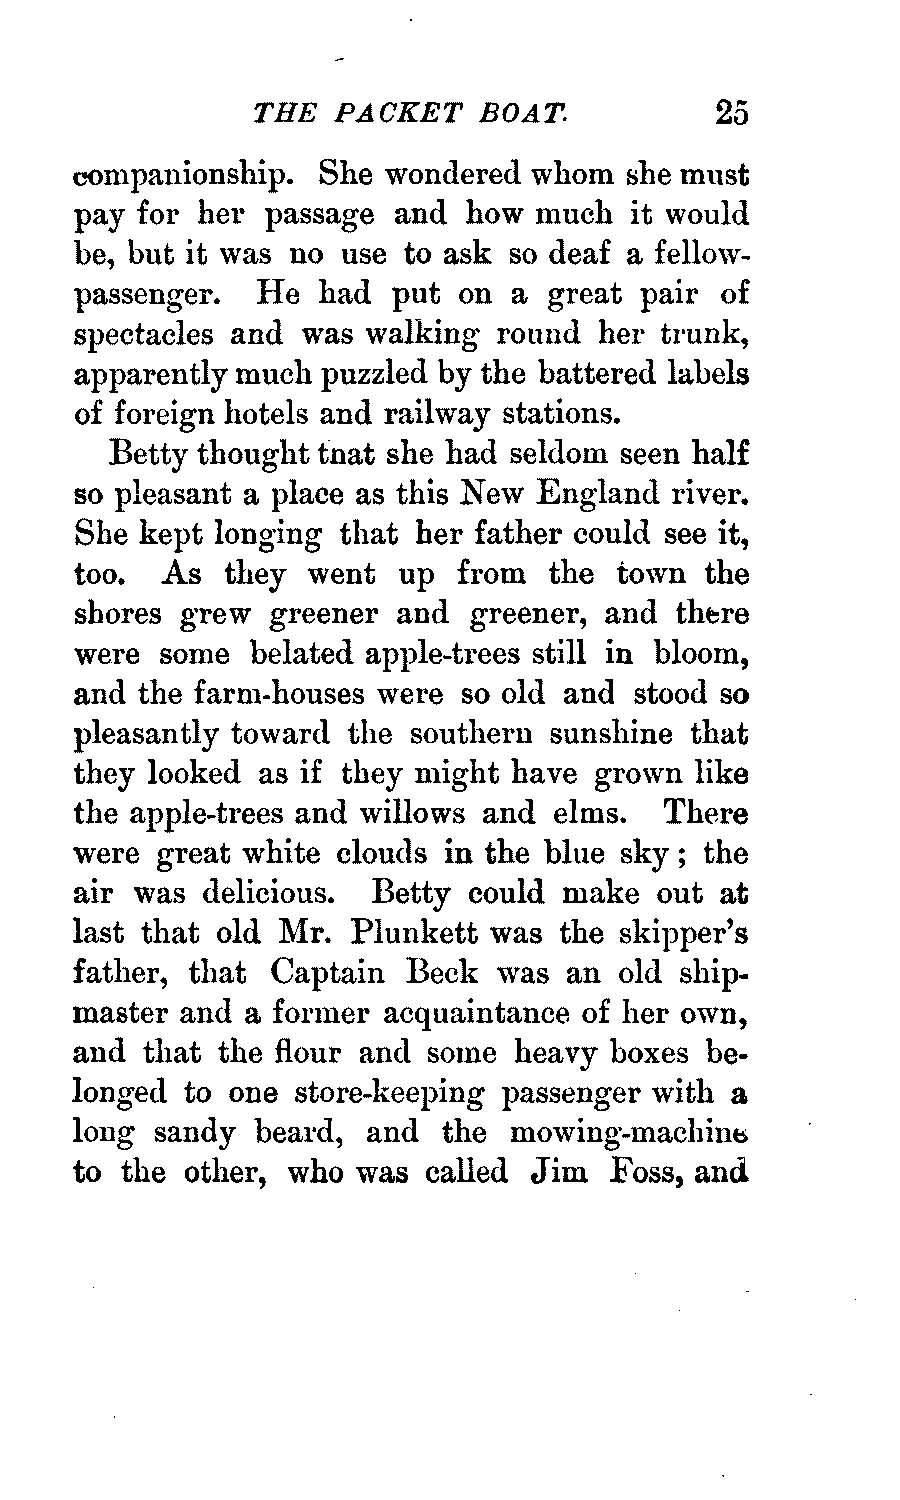 THE PACKET BOAT. 25
companionship. She wondered whom she must
pay for her passage and how much it would
be, but it was no use to ask so deaf a fellow-
passenger. He had put on a great pair of
spectacles and was walking round her trunk,
apparently much puzzled by the battered labels
of foreign hotels and railway stations.
Betty thought tnat she had seldom seen half
so pleasant a place as this New England river.
She kept longing that her father could see it,
too. As they went up from the town the
shores grew greener and greener, and there
were some belated apple-trees still in bloom,
and the farm-houses were so old and stood so
pleasantly toward the southern sunshine that
they looked as if they might have grown like
the apple-trees and willows and elms. There
were great white clouds in the blue sky; the
air was delicious. Betty could make out at
last that old Mr. Plunkett was the skipper's
father, that Captain Beck was an old ship-
master and a former acquaintance of her own,
and that the flour and some heavy boxes be-
longed to one store-keeping passenger with a
long sandy beard, and the mowing-machine
to the other, who was called Jim Foss, and